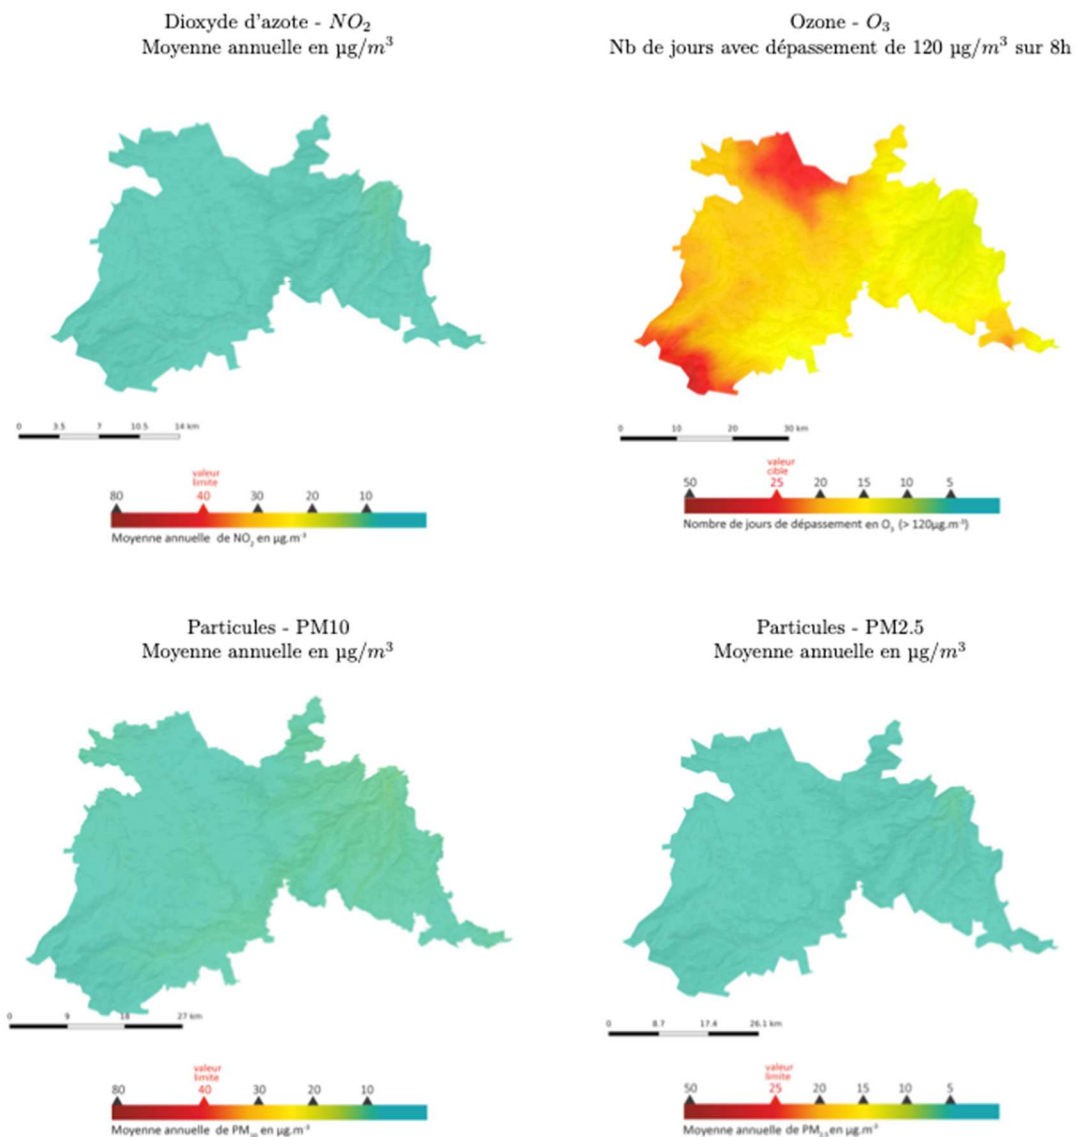 Dioxyde d'azote - NO₂
Moyenne annuelle en µg/m³
Ozone - O₃
Nb de jours avec dépassement de 120 µg/m³ sur 8h
0 3.5 7 10.5 14 km
0 10 20 30 km
valeur
limite
80 40 30 20 10
Moyenne annuelle de NO₂ en µg.m⁻³
valeur
cible
50 25 20 15 10 5
Nombre de jours de dépassement en O₃ (> 120µg.m⁻³)
Particules - PM10
Moyenne annuelle en µg/m³
Particules - PM2.5
Moyenne annuelle en µg/m³
0 9 18 27 km
0 8.7 17.4 26.1 km
valeur
limite
80 40 30 20 10
Moyenne annuelle de PM₁₀ en µg.m⁻³
valeur
limite
50 25 20 15 10 5
Moyenne annuelle de PM₂.₅ en µg.m⁻³